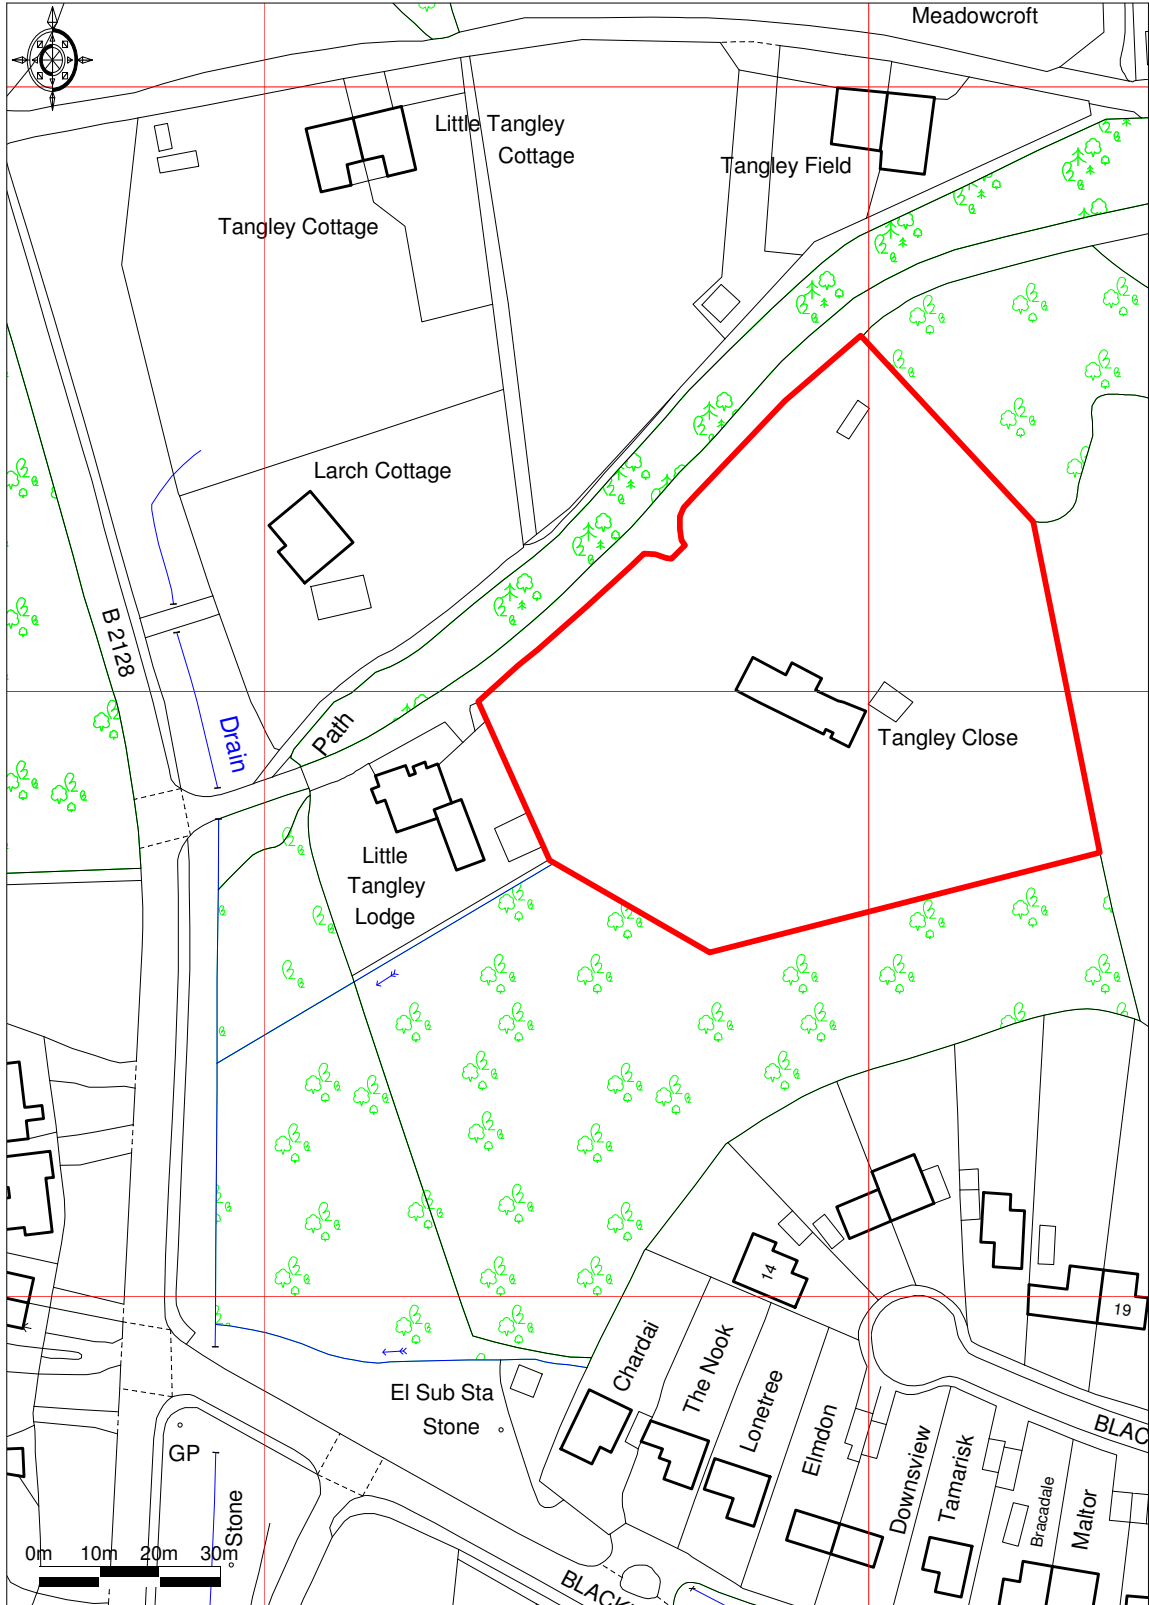 Meadowcroft
Little Tangley
Cottage
Tangley Field
Tangley Cottage
Larch Cottage
B 2128
Drain
Path
Tangley Close
Little
Tangley
Lodge
14
19
El Sub Sta
Stone
Chardai
The Nook
Lonetree
Elmdon
Downsview
Tamarisk
Bracadale
Maltor
BLAC
GP
Stone
0m 10m 20m 30m